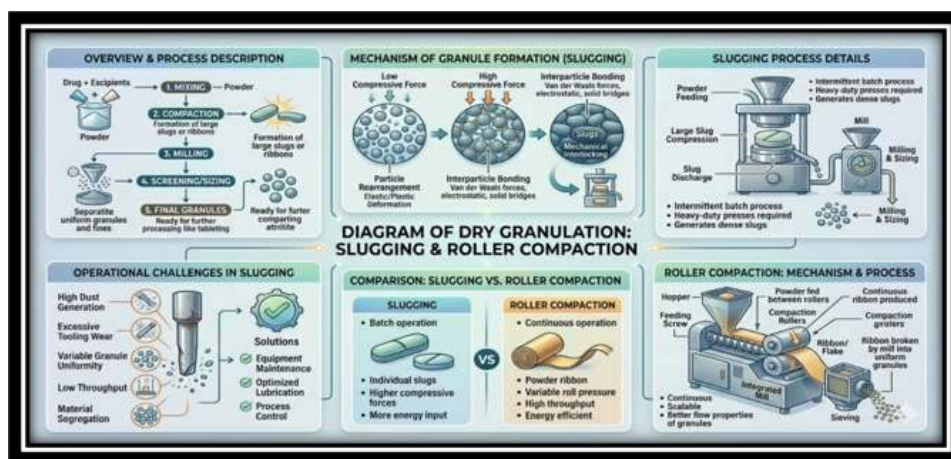 OVERVIEW & PROCESS DESCRIPTION
Drug + Excipients
Powder
1. MIXING
Powder
2. COMPACTION
Formation of large
slugs or ribbons
Formation of
large slugs or
ribbons
3. MILLING
4. SCREENING/SIZING
Separatite
uniform granules
and fines
5. FINAL GRANULES
Ready for further
processing like tableting
Ready for furter
comparting
atritite
MECHANISM OF GRANULE FORMATION (SLUGGING)
Low
Compressive Force
High
Compressive Force
Interparticle Bonding
Van der Waals forces,
electrostatic, solid bridges
Slugs
Mechanical
Interlocking
Particle
Rearrangement
Elastic/Plastic
Deformation
Interparticle Bonding
Van der Waals forces,
electrostatic, solid bridges
SLUGGING PROCESS DETAILS
Powder
Feeding
• Intermittent batch process
• Heavy-duty presses required
• Generates dense slugs
Mill
Large Slug
Compression
Milling
& Sizing
Slug
Discharge
• Intermittent batch process
• Heavy-duty presses required
• Generates dense slugs
Milling
& Sizing
DIAGRAM OF DRY GRANULATION:
SLUGGING & ROLLER COMPACTION
OPERATIONAL CHALLENGES IN SLUGGING
High Dust
Generation
Excessive
Tooling Wear
Variable Granule
Uniformity
Low Throughput
Material
Segregation
Solutions
Equipment
Maintenance
Optimized
Lubrication
Process
Control
COMPARISON: SLUGGING VS. ROLLER COMPACTION
SLUGGING
• Batch operation
• Individual slugs
• Higher compressive
forces
• More energy input
VS
ROLLER COMPACTION
• Continuous operation
• Powder ribbon
• Variable roll pressure
• High throughput
• Energy efficient
ROLLER COMPACTION: MECHANISM & PROCESS
Hopper
Feeding
Screw
Powder fed
between rollers
Compaction
Rollers
Continuous
ribbon produced
Compaction
groters
Ribbon/
Flake
Ribbon broken
by mill into
uniform
granules
Integrated
Mill
• Continuous
• Scalable
• Better flow properties
of granules
Sieving